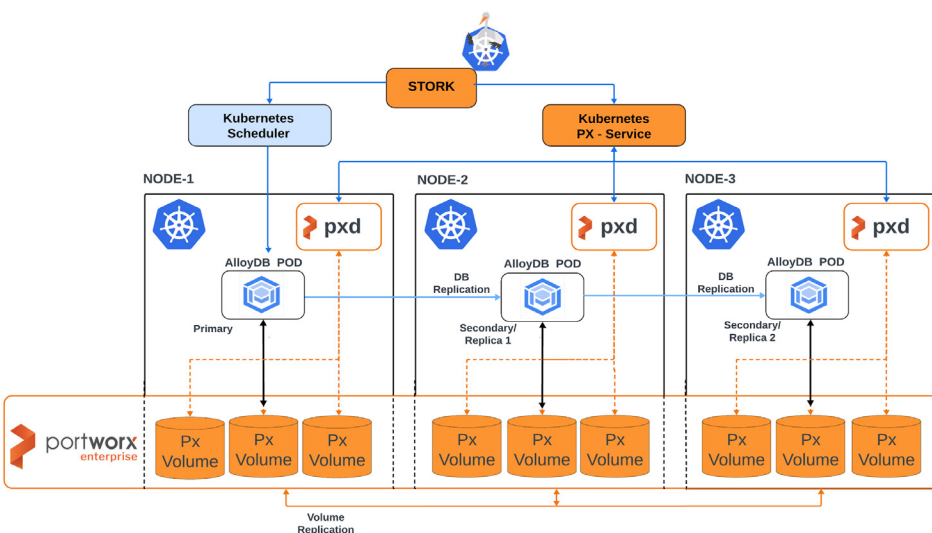 STORK
Kubernetes
Scheduler
Kubernetes
PX - Service
NODE-1
NODE-2
NODE-3
pxd
pxd
pxd
AlloyDB POD
AlloyDB POD
AlloyDB POD
DB
Replication
DB
Replication
Primary
Secondary/
Replica 1
Secondary/
Replica 2
portworx
enterprise
Px
Volume
Px
Volume
Px
Volume
Px
Volume
Px
Volume
Px
Volume
Px
Volume
Px
Volume
Px
Volume
Volume
Replication